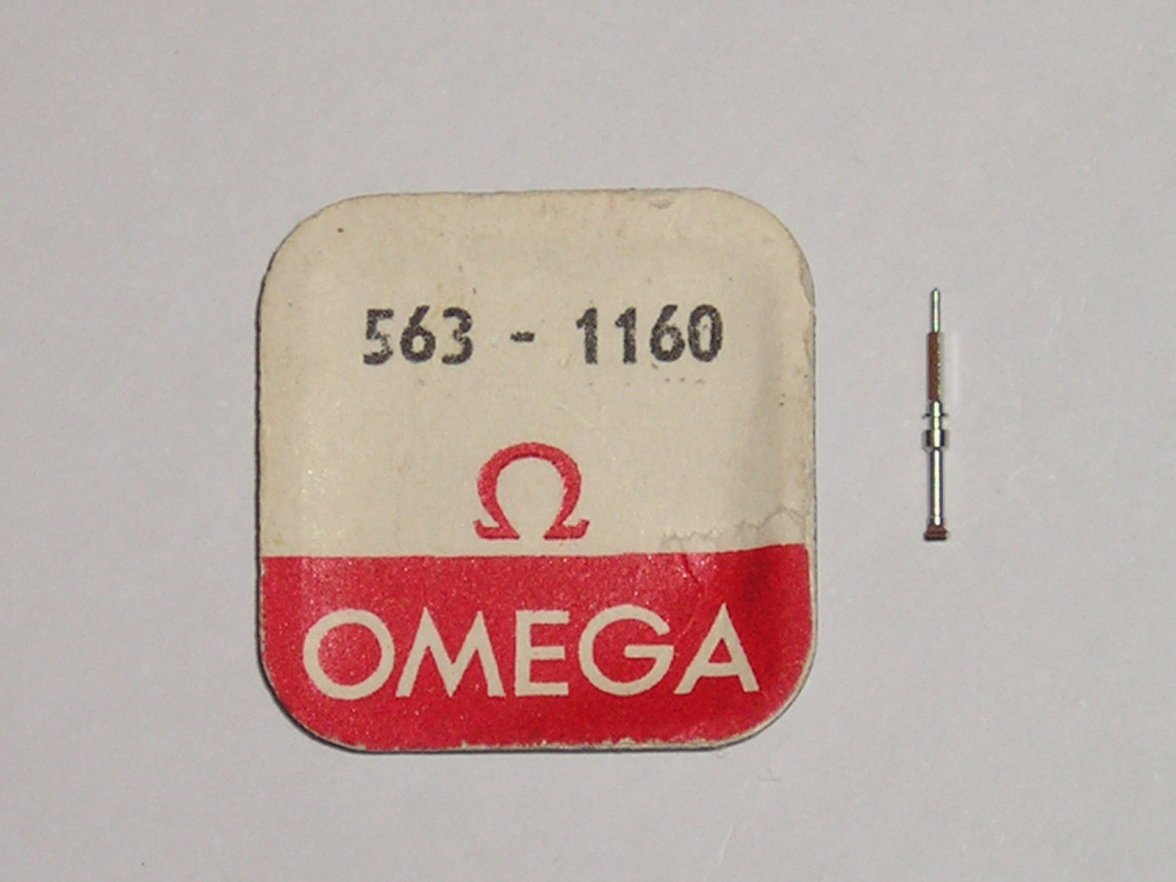 563 - 1160
Ω
OMEGA